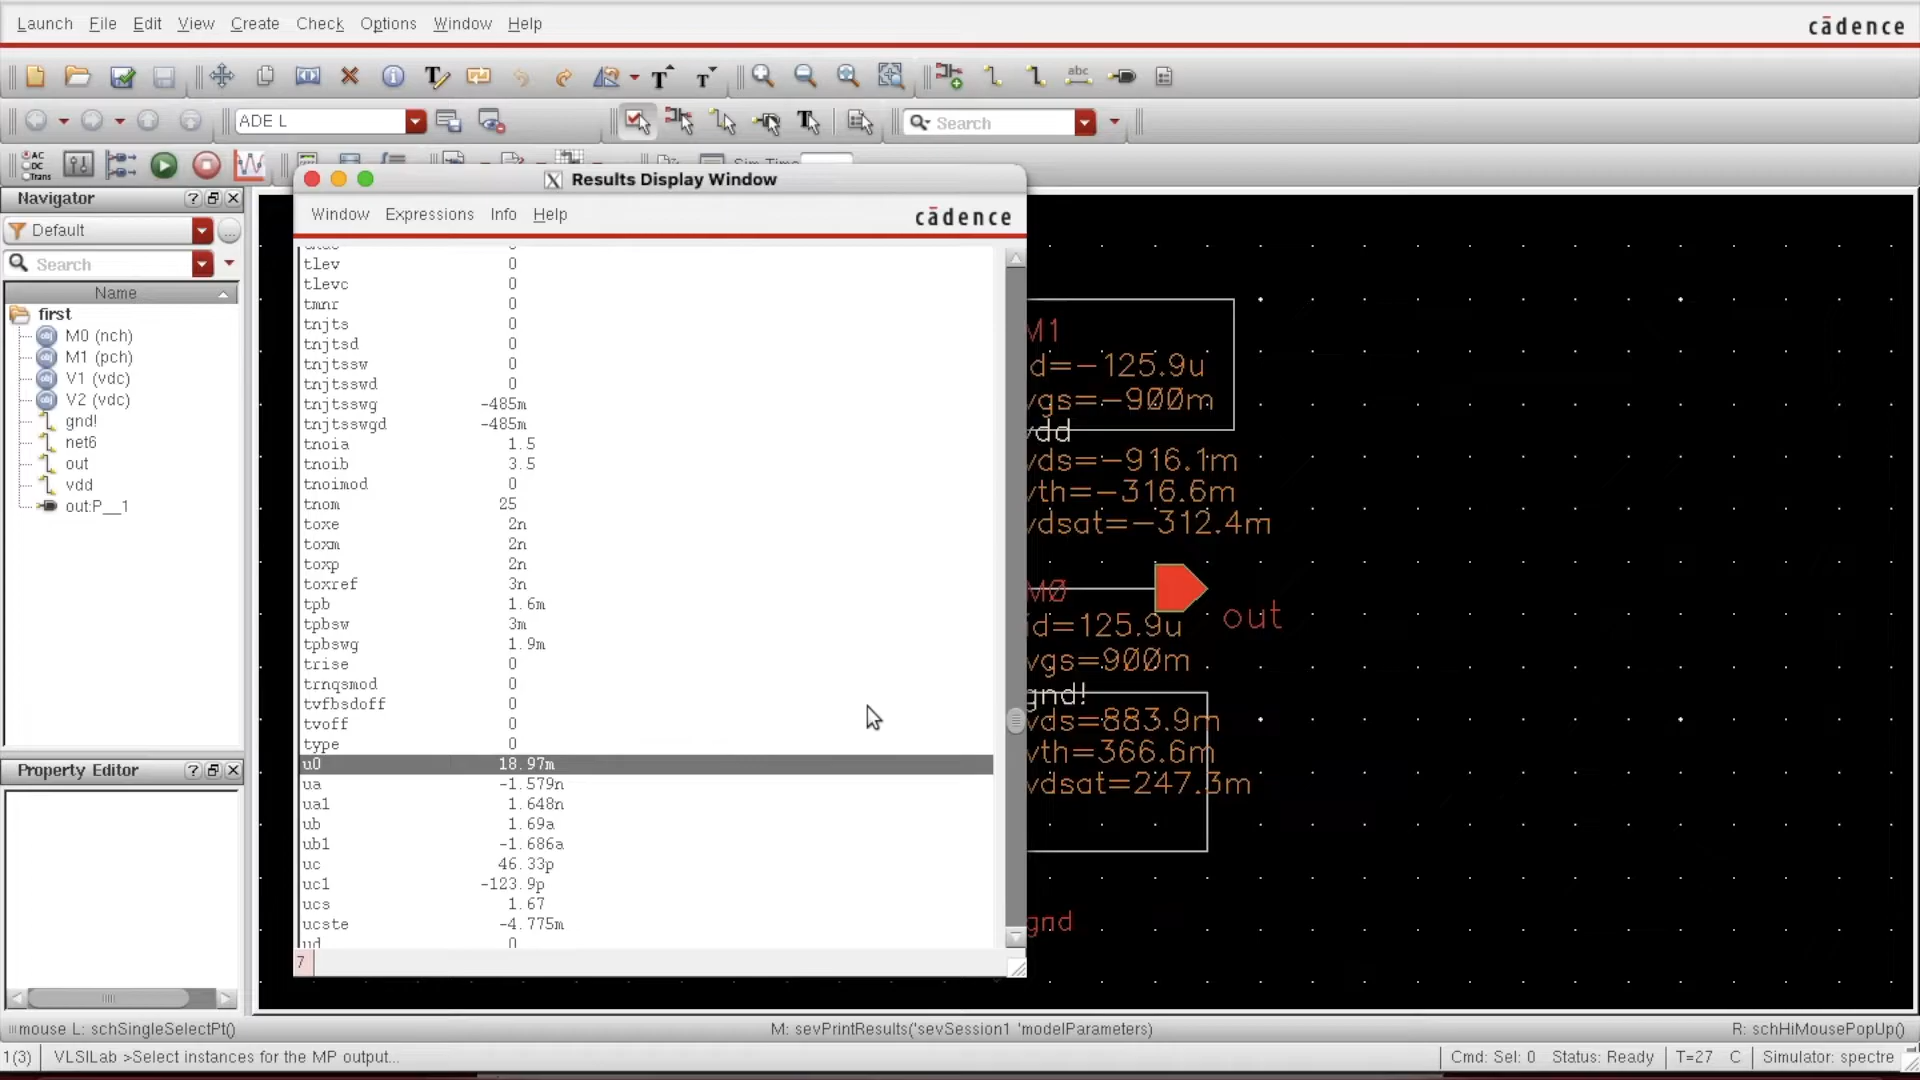 Launch File Edit View Create Check Options Window Help
cādence
ADE L
Search
AC
DC
Trans
Sim Time
Navigator
Default
Search
Name
first
M0 (nch)
M1 (pch)
V1 (vdc)
V2 (vdc)
gnd!
net6
out
vdd
out:P__1
Property Editor
Results Display Window
Window Expressions Info Help
cādence
tlev 0
tlevc 0
tmnr 0
tnjts 0
tnjtsd 0
tnjtssw 0
tnjtsswd 0
tnjtsswg -485m
tnjtsswgd -485m
tnoia 1.5
tnoib 3.5
tnoimod 0
tnom 25
toxe 2n
toxm 2n
toxp 2n
toxref 3n
tpb 1.6m
tpbsw 3m
tpbswg 1.9m
trise 0
trnqsmod 0
tvfbsdoff 0
tvoff 0
type 0
u0 18.97m
ua -1.579n
ua1 1.648n
ub 1.69a
ub1 -1.686a
uc 46.33p
uc1 -123.9p
ucs 1.67
ucste -4.775m
ud 0
7
M1
id=-125.9u
vgs=-900m
vdd
vds=-916.1m
vth=-316.6m
vdsat=-312.4m
M0
id=125.9u
out
vgs=900m
gnd!
vds=883.9m
vth=366.6m
vdsat=247.3m
gnd
mouse L: schSingleSelectPt() M: sevPrintResults('sevSession1 'modelParameters) R: schHiMousePopUp()
1(3) VLSILab >Select instances for the MP output... Cmd: Sel: 0 Status: Ready T=27 C Simulator: spectre